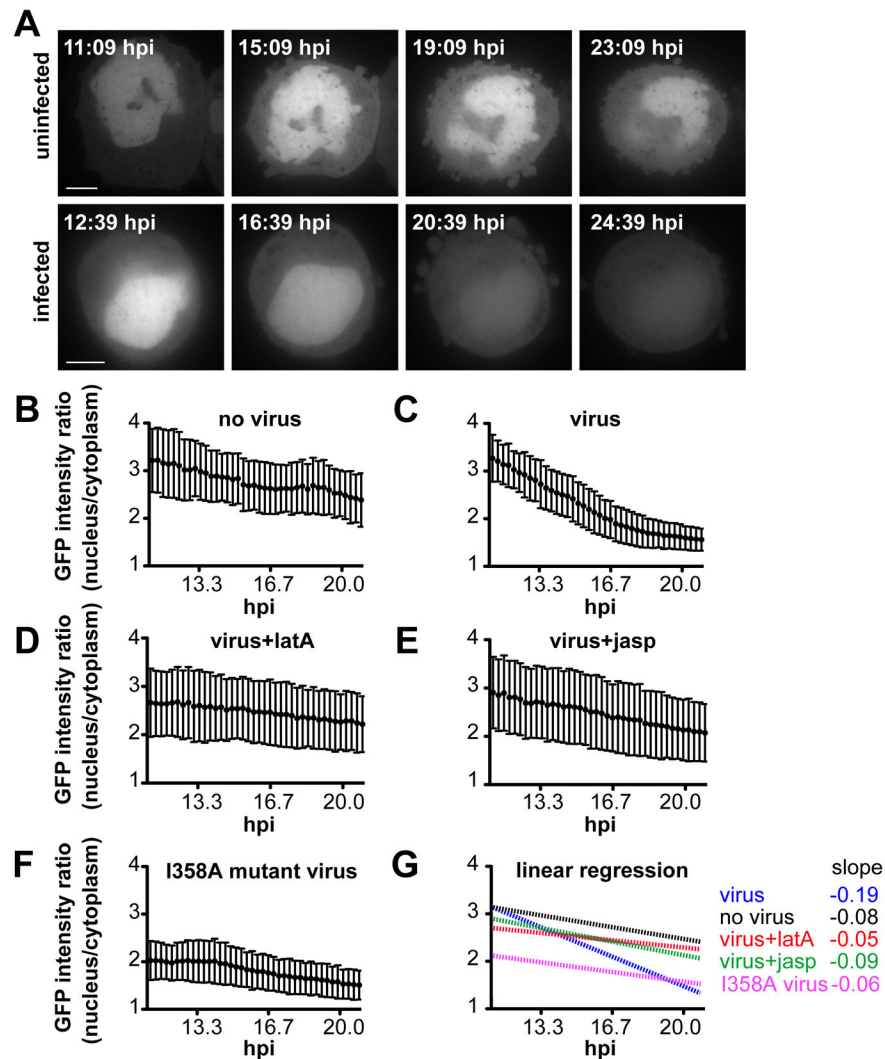 A
uninfected
11:09 hpi
15:09 hpi
19:09 hpi
23:09 hpi
infected
12:39 hpi
16:39 hpi
20:39 hpi
24:39 hpi
B
no virus
GFP intensity ratio
(nucleus/cytoplasm)
4
3
2
1
13.3
16.7
20.0
hpi
C
virus
4
3
2
1
13.3
16.7
20.0
hpi
D
virus+latA
GFP intensity ratio
(nucleus/cytoplasm)
4
3
2
1
13.3
16.7
20.0
hpi
E
virus+jasp
4
3
2
1
13.3
16.7
20.0
hpi
F
I358A mutant virus
GFP intensity ratio
(nucleus/cytoplasm)
4
3
2
1
13.3
16.7
20.0
hpi
G
linear regression
4
3
2
1
13.3
16.7
20.0
hpi
slope
virus -0.19
no virus -0.08
virus+latA -0.05
virus+jasp -0.09
I358A virus -0.06